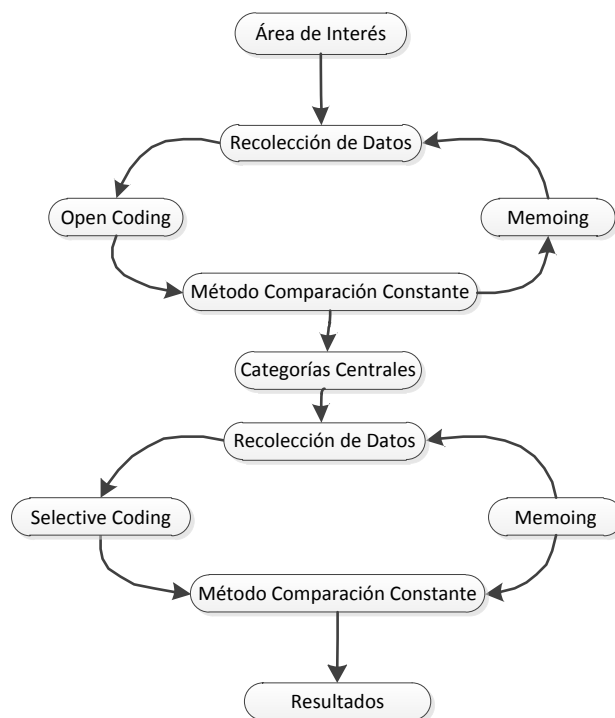 Área de Interés
Recolección de Datos
Open Coding
Memoing
Método Comparación Constante
Categorías Centrales
Recolección de Datos
Selective Coding
Memoing
Método Comparación Constante
Resultados